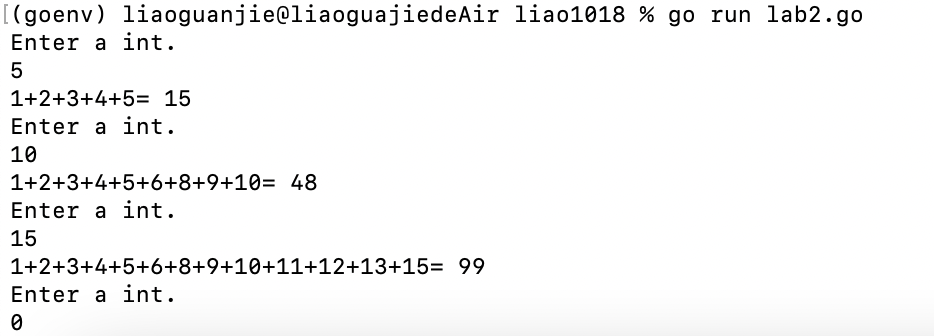 [(goenv) liaoguanjie@liaoguajiedeAir liao1018 % go run lab2.go
Enter a int.
5
1+2+3+4+5= 15
Enter a int.
10
1+2+3+4+5+6+8+9+10= 48
Enter a int.
15
1+2+3+4+5+6+8+9+10+11+12+13+15= 99
Enter a int.
0